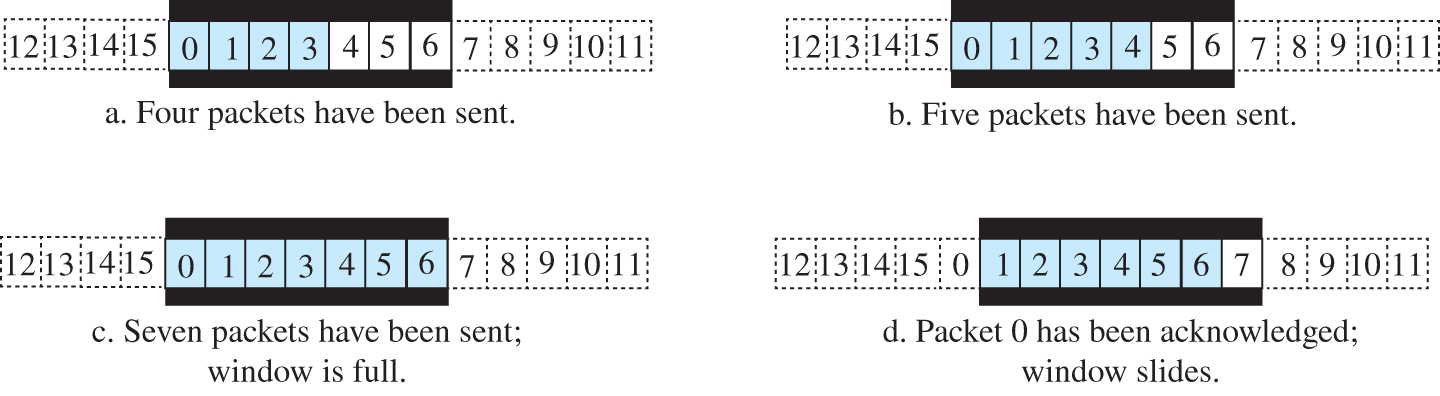 12 13 14 15 0 1 2 3 4 5 6 7 8 9 10 11
a. Four packets have been sent.
12 13 14 15 0 1 2 3 4 5 6 7 8 9 10 11
b. Five packets have been sent.
12 13 14 15 0 1 2 3 4 5 6 7 8 9 10 11
c. Seven packets have been sent;
window is full.
12 13 14 15 0 1 2 3 4 5 6 7 8 9 10 11
d. Packet 0 has been acknowledged;
window slides.